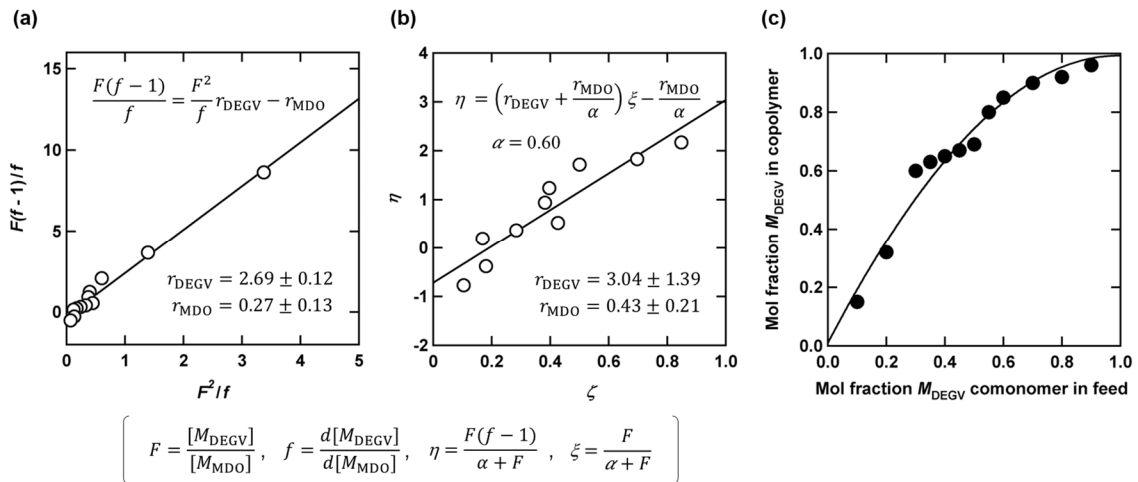 (a)
15
10
5
0
0 1 2 3 4 5
F(f - 1)/f
F²/f
F(f − 1)/f = F²/f r_DEGV − r_MDO
r_DEGV = 2.69 ± 0.12
r_MDO = 0.27 ± 0.13
(b)
4
3
2
1
0
-1
-2
0 0.2 0.4 0.6 0.8 1.0
η
ζ
η = (r_DEGV + r_MDO/α) ξ − r_MDO/α
α = 0.60
r_DEGV = 3.04 ± 1.39
r_MDO = 0.43 ± 0.21
(c)
1.0
0.8
0.6
0.4
0.2
0
0.0 0.2 0.4 0.6 0.8 1.0
Mol fraction M_DEGV in copolymer
Mol fraction M_DEGV comonomer in feed
F = [M_DEGV]/[M_MDO] , f = d[M_DEGV]/d[M_MDO] , η = F(f − 1)/α + F , ξ = F/α + F